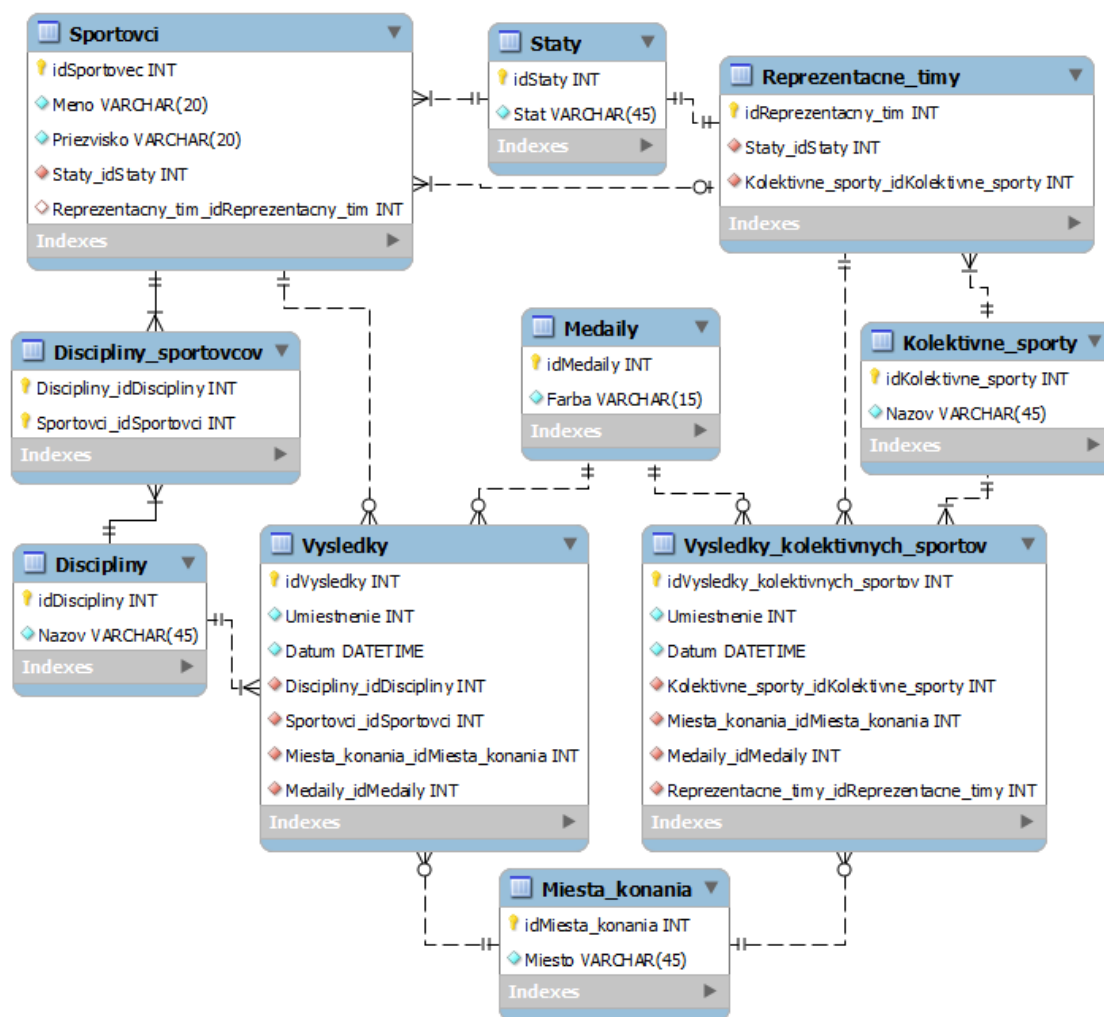 Sportovci
idSportovec INT
Meno VARCHAR(20)
Priezvisko VARCHAR(20)
Staty_idStaty INT
Reprezentacny_tim_idReprezentacny_tim INT
Indexes
Staty
idStaty INT
Stat VARCHAR(45)
Indexes
Reprezentacne_timy
idReprezentacny_tim INT
Staty_idStaty INT
Kolektivne_sporty_idKolektivne_sporty INT
Indexes
Discipliny_sportovcov
Discipliny_idDiscipliny INT
Sportovci_idSportovci INT
Indexes
Medaily
idMedaily INT
Farba VARCHAR(15)
Indexes
Kolektivne_sporty
idKolektivne_sporty INT
Nazov VARCHAR(45)
Indexes
Discipliny
idDiscipliny INT
Nazov VARCHAR(45)
Indexes
Vysledky
idVysledky INT
Umiestnenie INT
Datum DATETIME
Discipliny_idDiscipliny INT
Sportovci_idSportovci INT
Miesta_konania_idMiesta_konania INT
Medaily_idMedaily INT
Indexes
Vysledky_kolektivnych_sportov
idVysledky_kolektivnych_sportov INT
Umiestnenie INT
Datum DATETIME
Kolektivne_sporty_idKolektivne_sporty INT
Miesta_konania_idMiesta_konania INT
Medaily_idMedaily INT
Reprezentacne_timy_idReprezentacne_timy INT
Indexes
Miesta_konania
idMiesta_konania INT
Miesto VARCHAR(45)
Indexes